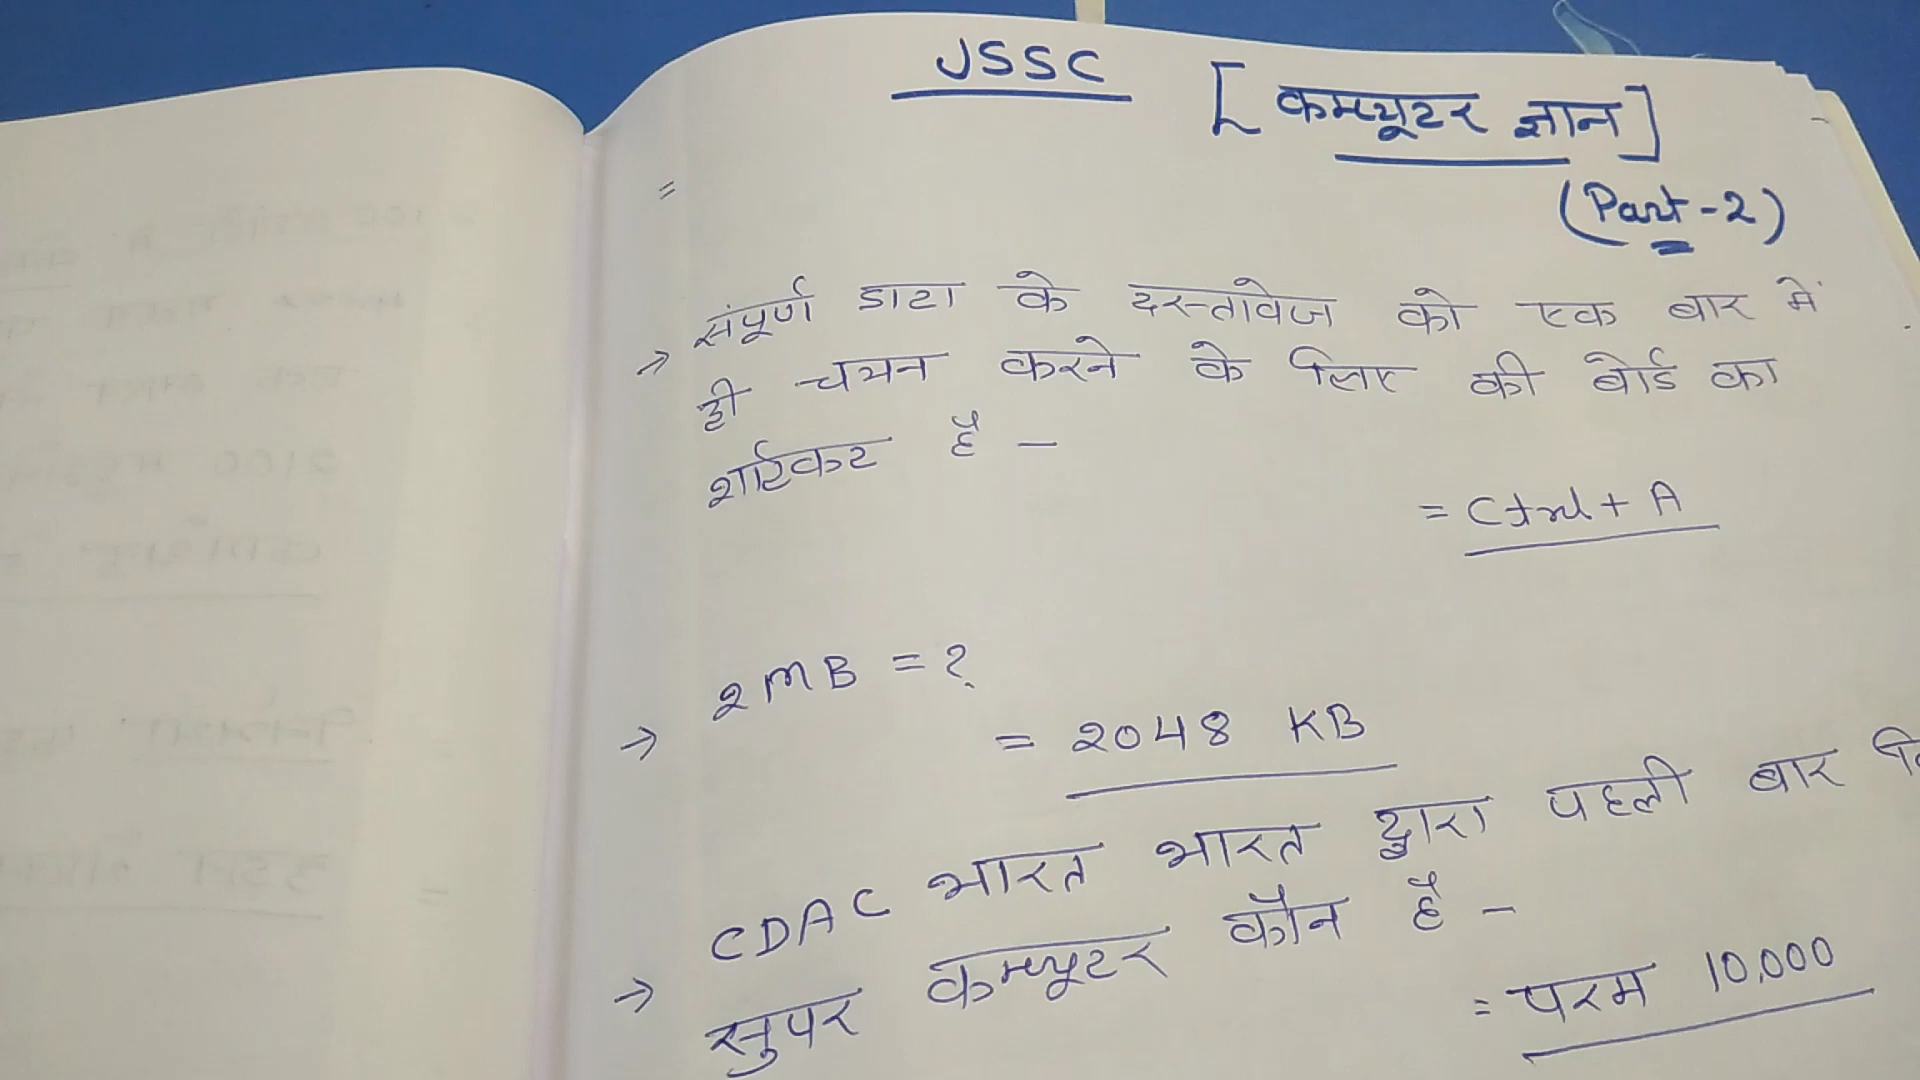 JSSC
[कम्प्यूटर ज्ञान]
(Part-2)
=
→ संपूर्ण डाटा के दस्तावेज को एक बार में
ही चयन करने के लिए की बोर्ड का
शार्टकट है –
= Ctrl + A
→ 2 MB = ?
= 2048 KB
→ CDAC भारत भारत द्वारा पहली बार
सुपर कम्प्यूटर कौन है –
= परम 10,000